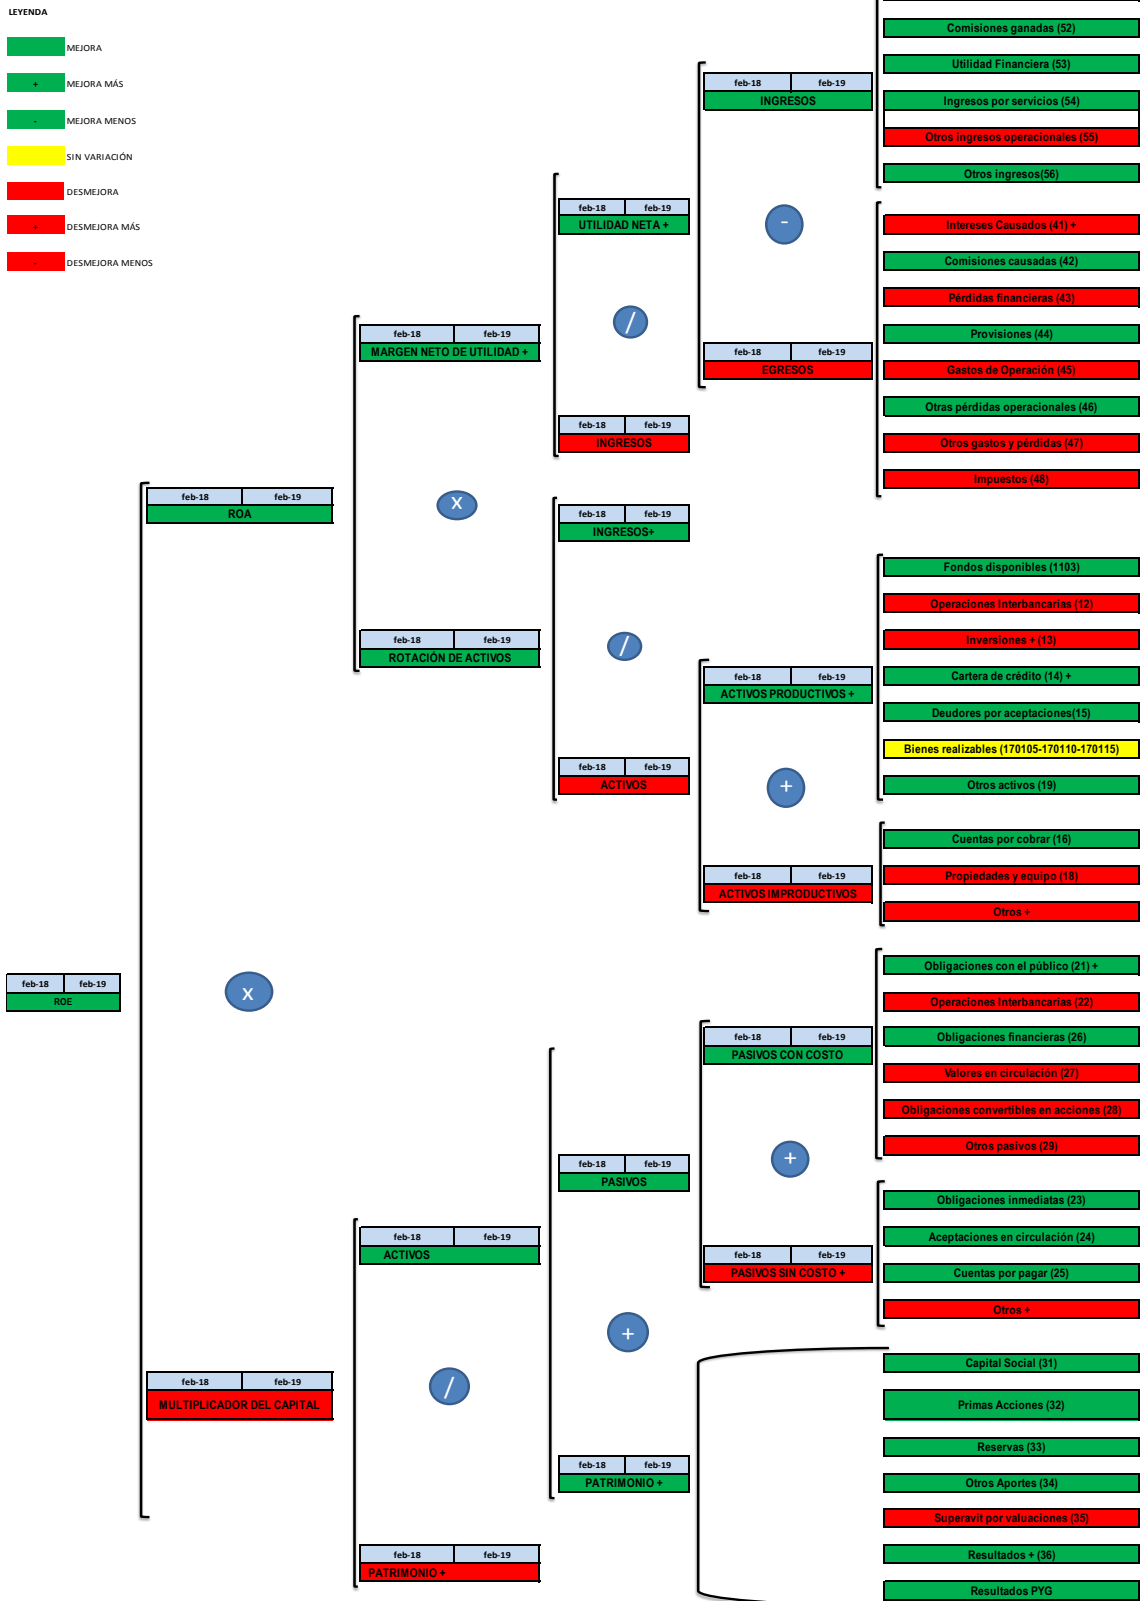 LEYENDA
MEJORA
+ MEJORA MÁS
- MEJORA MENOS
SIN VARIACIÓN
DESMEJORA
+ DESMEJORA MÁS
- DESMEJORA MENOS
feb-18 feb-19
ROE
x
feb-18 feb-19
ROA
feb-18 feb-19
MULTIPLICADOR DEL CAPITAL
feb-18 feb-19
MARGEN NETO DE UTILIDAD +
x
feb-18 feb-19
ROTACIÓN DE ACTIVOS
feb-18 feb-19
ACTIVOS
/
feb-18 feb-19
PATRIMONIO +
feb-18 feb-19
UTILIDAD NETA +
/
feb-18 feb-19
INGRESOS
feb-18 feb-19
INGRESOS+
/
feb-18 feb-19
ACTIVOS
feb-18 feb-19
PASIVOS
+
feb-18 feb-19
PATRIMONIO +
feb-18 feb-19
INGRESOS
-
feb-18 feb-19
EGRESOS
feb-18 feb-19
ACTIVOS PRODUCTIVOS +
+
feb-18 feb-19
ACTIVOS IMPRODUCTIVOS
feb-18 feb-19
PASIVOS CON COSTO
+
feb-18 feb-19
PASIVOS SIN COSTO +
Comisiones ganadas (52)
Utilidad Financiera (53)
Ingresos por servicios (54)
Otros ingresos operacionales (55)
Otros ingresos(56)
Intereses Causados (41) +
Comisiones causadas (42)
Pérdidas financieras (43)
Provisiones (44)
Gastos de Operación (45)
Otras pérdidas operacionales (46)
Otros gastos y pérdidas (47)
Impuestos (48)
Fondos disponibles (1103)
Operaciones Interbancarias (12)
Inversiones + (13)
Cartera de crédito (14) +
Deudores por aceptaciones(15)
Bienes realizables (170105-170110-170115)
Otros activos (19)
Cuentas por cobrar (16)
Propiedades y equipo (18)
Otros +
Obligaciones con el público (21) +
Operaciones Interbancarias (22)
Obligaciones financieras (26)
Valores en circulación (27)
Obligaciones convertibles en acciones (28)
Otros pasivos (29)
Obligaciones inmediatas (23)
Aceptaciones en circulación (24)
Cuentas por pagar (25)
Otros +
Capital Social (31)
Primas Acciones (32)
Reservas (33)
Otros Aportes (34)
Superavit por valuaciones (35)
Resultados + (36)
Resultados PYG